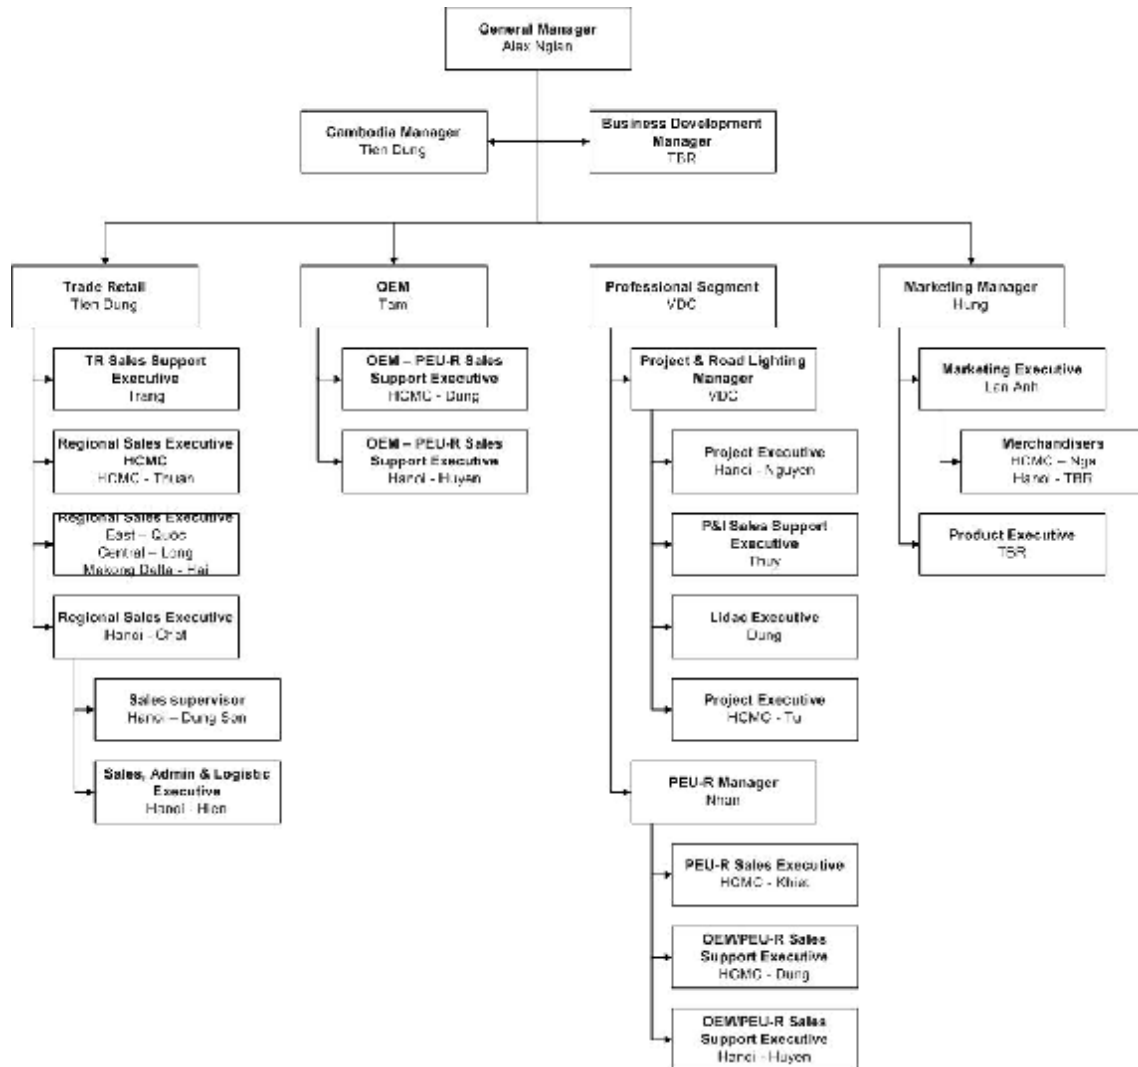 General Manager
Alex Ngian
Cambodia Manager
Tien Dung
Business Development
Manager
TBR
Trade Retail
Tien Dung
OEM
Tam
Professional Segment
VDC
Marketing Manager
Hung
TR Sales Support
Executive
Trang
Regional Sales Executive
HCMC
HCMC - Thuan
Regional Sales Executive
East – Quoc
Central – Long
Mekong Delta - Hai
Regional Sales Executive
Hanoi - Chat
Sales supervisor
Hanoi – Dung Son
Sales, Admin & Logistic
Executive
Hanoi - Hien
OEM – PEU-R Sales
Support Executive
HCMC - Dung
OEM – PEU-R Sales
Support Executive
Hanoi - Huyen
Project & Road Lighting
Manager
VDC
Project Executive
Hanoi - Nguyen
P&I Sales Support
Executive
Thuy
Lidac Executive
Dung
Project Executive
HCMC - Tu
PEU-R Manager
Nhan
PEU-R Sales Executive
HCMC - Khiet
OEM/PEU-R Sales
Support Executive
HCMC - Dung
OEM/PEU-R Sales
Support Executive
Hanoi - Huyen
Marketing Executive
Lan Anh
Merchandisers
HCMC – Nga
Hanoi - TBR
Product Executive
TBR